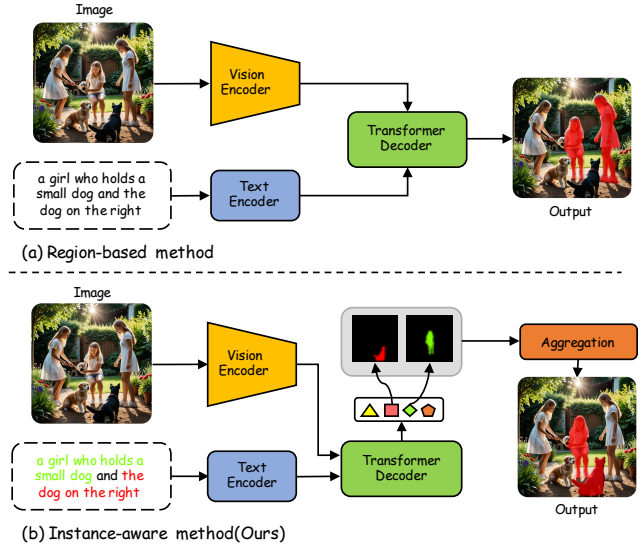 Image
Vision
Encoder
Transformer
Decoder
a girl who holds a
small dog and the
dog on the right
Text
Encoder
Output
(a) Region-based method
Image
Vision
Encoder
Aggregation
a girl who holds a
small dog and the
dog on the right
Text
Encoder
Transformer
Decoder
Output
(b) Instance-aware method(Ours)